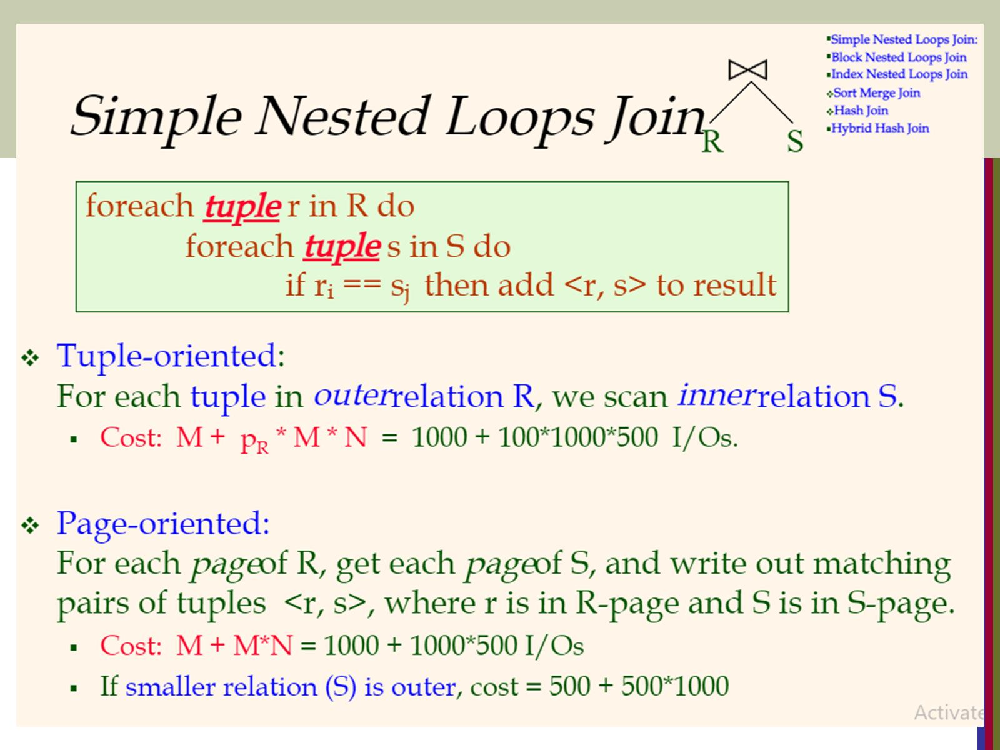 Simple Nested Loops Join
R S
▪Simple Nested Loops Join:
▪Block Nested Loops Join
▪Index Nested Loops Join
❖Sort Merge Join
❖Hash Join
▪Hybrid Hash Join
foreach tuple r in R do
foreach tuple s in S do
if rᵢ == sⱼ then add <r, s> to result
❖ Tuple-oriented:
For each tuple in outer relation R, we scan inner relation S.
▪ Cost: M + pR * M * N = 1000 + 100*1000*500 I/Os.
❖ Page-oriented:
For each page of R, get each page of S, and write out matching
pairs of tuples <r, s>, where r is in R-page and S is in S-page.
▪ Cost: M + M*N = 1000 + 1000*500 I/Os
▪ If smaller relation (S) is outer, cost = 500 + 500*1000
Activate